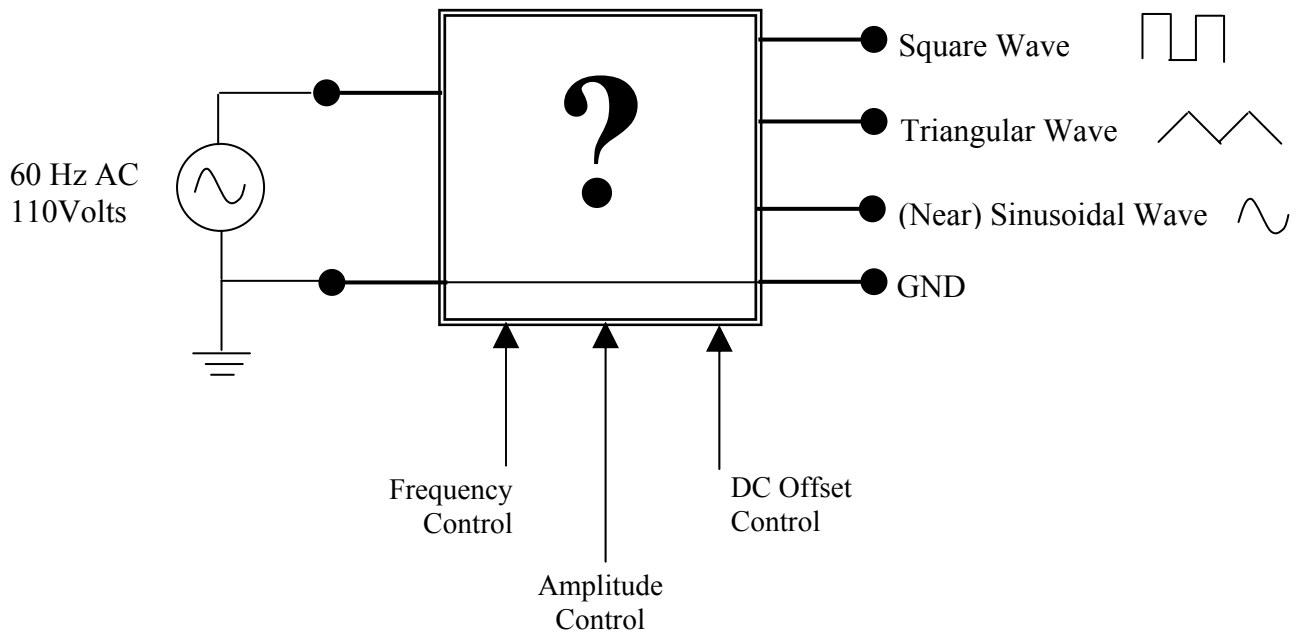 60 Hz AC
110Volts
?
Square Wave
Triangular Wave
(Near) Sinusoidal Wave
GND
Frequency
Control
Amplitude
Control
DC Offset
Control